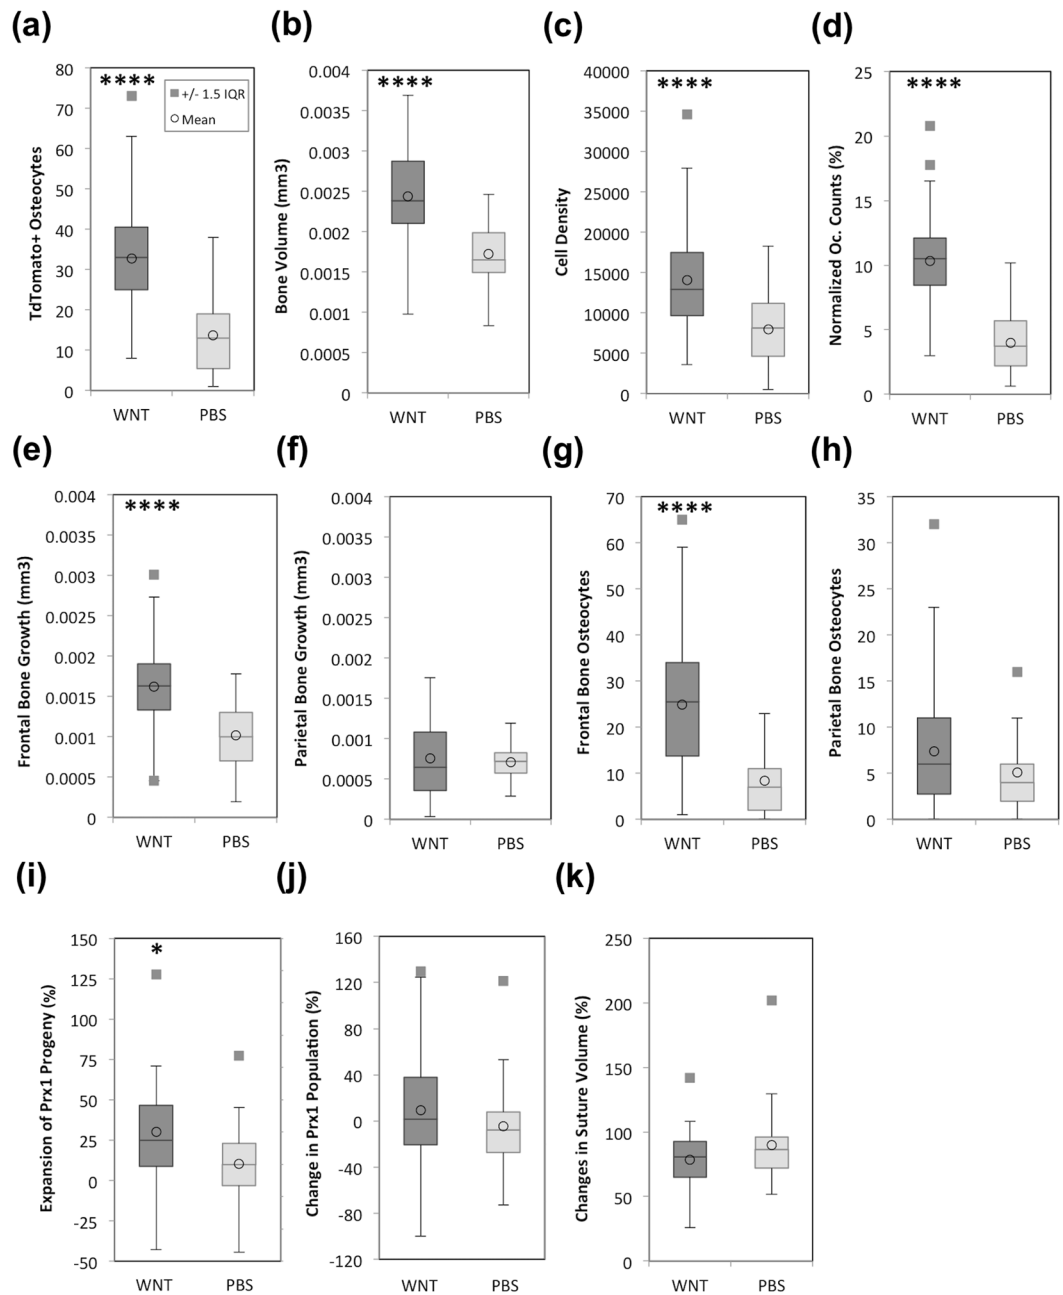 (a)
(b)
(c)
(d)
TdTomato+ Osteocytes
80
70
60
50
40
30
20
10
0
****
+/- 1.5 IQR
Mean
WNT
PBS
Bone Volume (mm3)
0.004
0.0035
0.003
0.0025
0.002
0.0015
0.001
0.0005
0
****
WNT
PBS
Cell Density
40000
35000
30000
25000
20000
15000
10000
5000
0
****
WNT
PBS
Normalized Oc. Counts (%)
25
20
15
10
5
0
****
WNT
PBS
(e)
(f)
(g)
(h)
Frontal Bone Growth (mm3)
0.004
0.0035
0.003
0.0025
0.002
0.0015
0.001
0.0005
0
****
WNT
PBS
Parietal Bone Growth (mm3)
0.004
0.0035
0.003
0.0025
0.002
0.0015
0.001
0.0005
0
WNT
PBS
Frontal Bone Osteocytes
70
60
50
40
30
20
10
0
****
WNT
PBS
Parietal Bone Osteocytes
35
30
25
20
15
10
5
0
WNT
PBS
(i)
(j)
(k)
Expansion of Prx1 Progeny (%)
150
125
100
75
50
25
0
-25
-50
*
WNT
PBS
Change in Prx1 Population (%)
160
120
80
40
0
-40
-80
-120
WNT
PBS
Changes in Suture Volume (%)
250
200
150
100
50
0
WNT
PBS